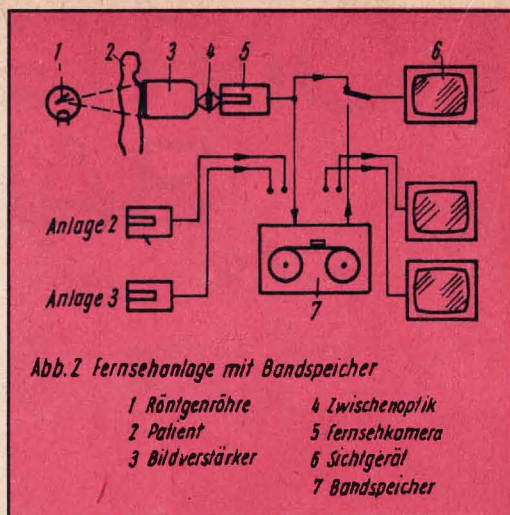 1 2 3 4 5 6
Anlage 2
Anlage 3
7
Abb.2 Fernsehanlage mit Bandspeicher
1 Röntgenröhre 4 Zwischenoptik
2 Patient 5 Fernsehkamera
3 Bildverstärker 6 Sichtgerät
7 Bandspeicher